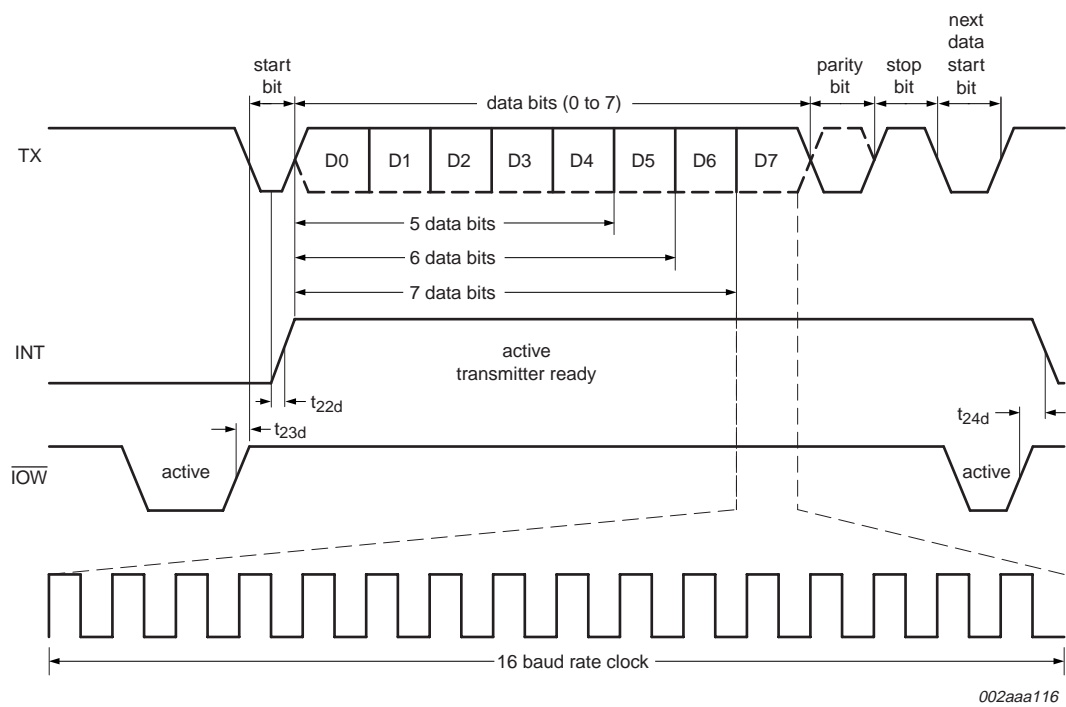 next
data
start
bit
start
bit
parity
bit
stop
bit
data bits (0 to 7)
TX
D0 D1 D2 D3 D4 D5 D6 D7
5 data bits
6 data bits
7 data bits
INT
active
transmitter ready
t22d
t24d
t23d
IOW
active
active
16 baud rate clock
002aaa116